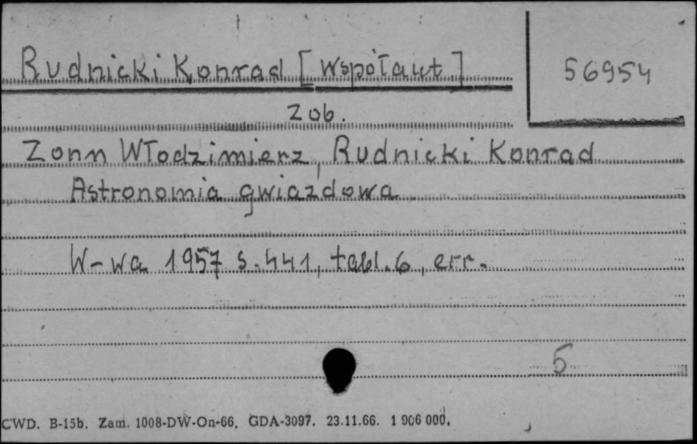 Rudnicki Konrad [Współaut] 56954
Zob.
Zonn Włodzimierz, Rudnicki Konrad
Astronomia gwiazdowa
W-wa 1957 s. 441, tabl. 6, err.
5
CWD. B-15b. Zam. 1008-DW-On-66. GDA-3097. 23.11.66. 1 906 000.